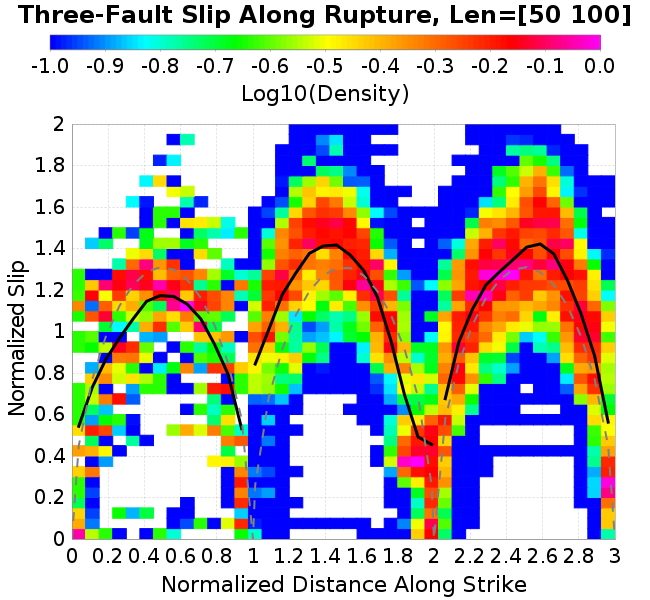 Three-Fault Slip Along Rupture, Len=[50 100]
-1.0 -0.9 -0.8 -0.7 -0.6 -0.5 -0.4 -0.3 -0.2 -0.1 0.0
Log10(Density)
2
1.8
1.6
1.4
1.2
1
0.8
0.6
0.4
0.2
0
Normalized Slip
0 0.2 0.4 0.6 0.8 1 1.2 1.4 1.6 1.8 2 2.2 2.4 2.6 2.8 3
Normalized Distance Along Strike